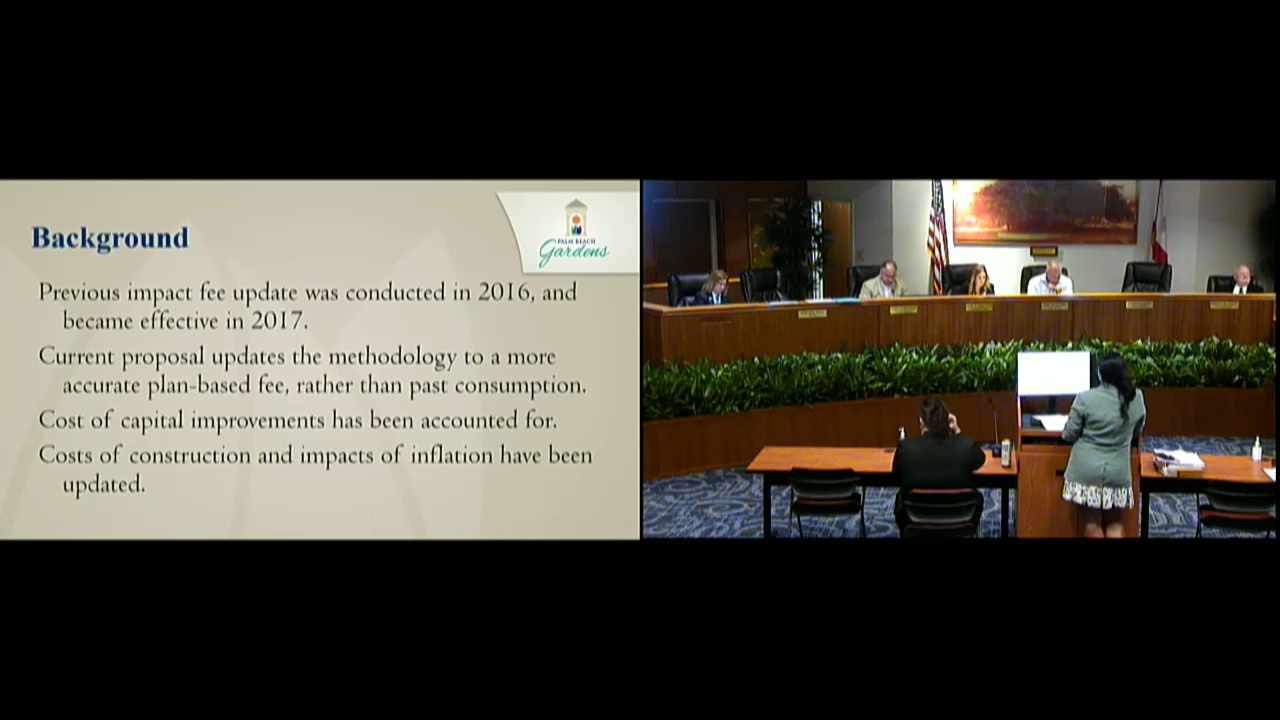 Background
PALM BEACH
Gardens
Previous impact fee update was conducted in 2016, and
became effective in 2017.
Current proposal updates the methodology to a more
accurate plan-based fee, rather than past consumption.
Cost of capital improvements has been accounted for.
Costs of construction and impacts of inflation have been
updated.